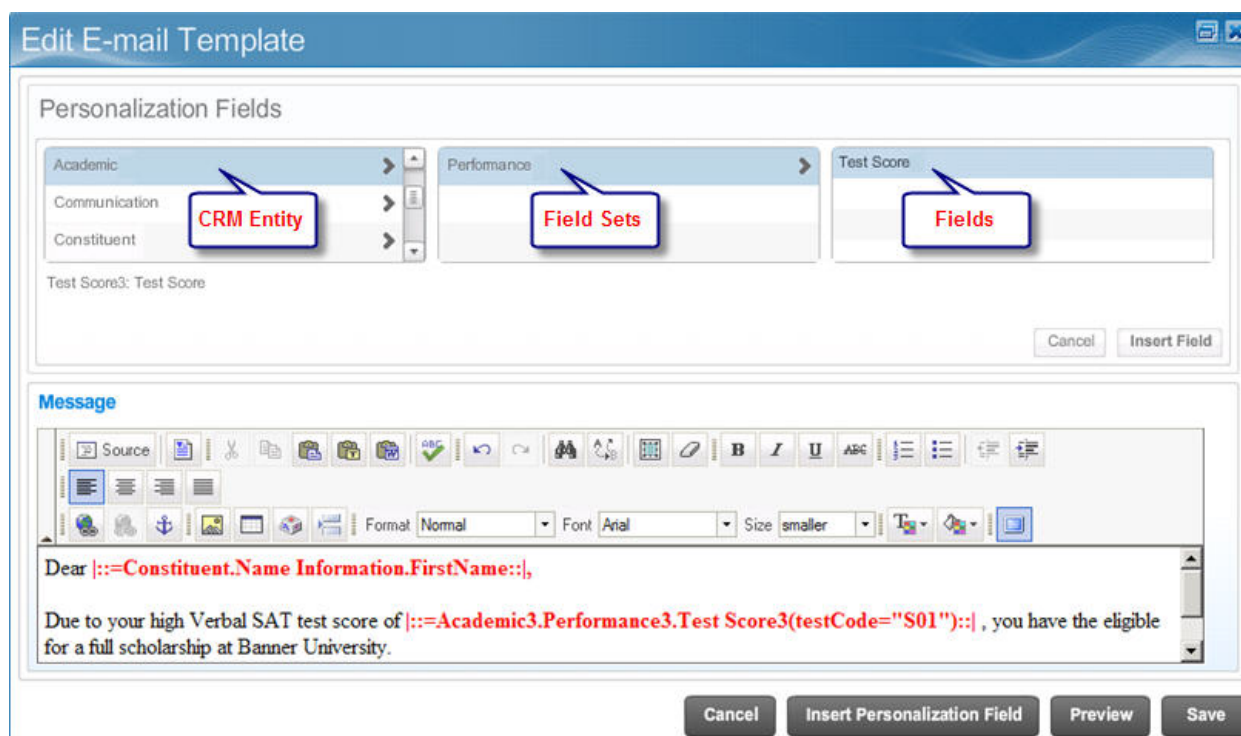 Edit E-mail Template
Personalization Fields
Academic
Communication
Constituent
CRM Entity
Performance
Field Sets
Test Score
Fields
Test Score3: Test Score
Cancel Insert Field
Message
Source ABC B I U ABC
Format Normal Font Arial Size smaller
Dear |::=Constituent.Name Information.FirstName::|,
Due to your high Verbal SAT test score of |::=Academic3.Performance3.Test Score3(testCode="S01")::| , you have the eligible
for a full scholarship at Banner University.
Cancel Insert Personalization Field Preview Save